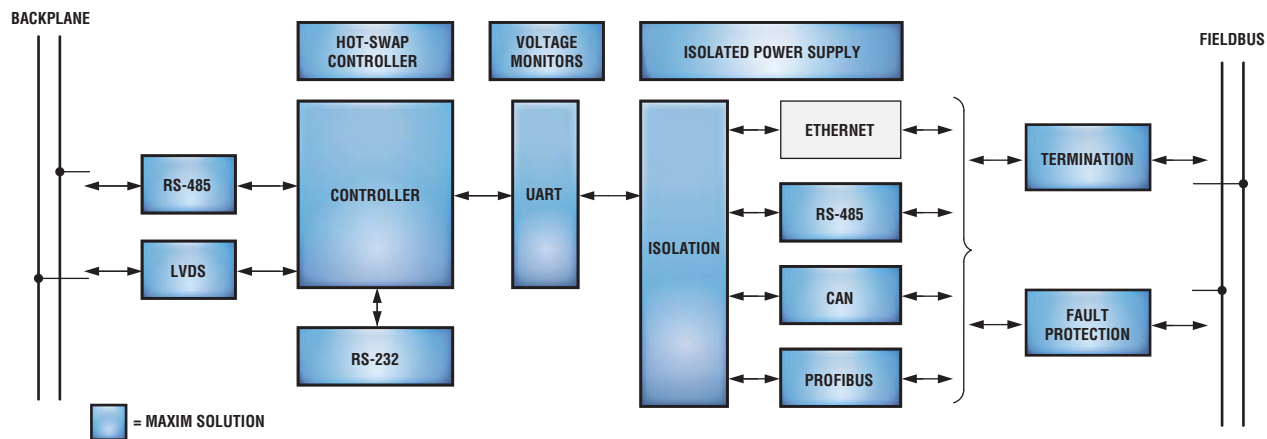 BACKPLANE
HOT-SWAP
CONTROLLER
VOLTAGE
MONITORS
ISOLATED POWER SUPPLY
FIELDBUS
RS-485
LVDS
CONTROLLER
RS-232
UART
ISOLATION
ETHERNET
RS-485
CAN
PROFIBUS
TERMINATION
FAULT
PROTECTION
= MAXIM SOLUTION